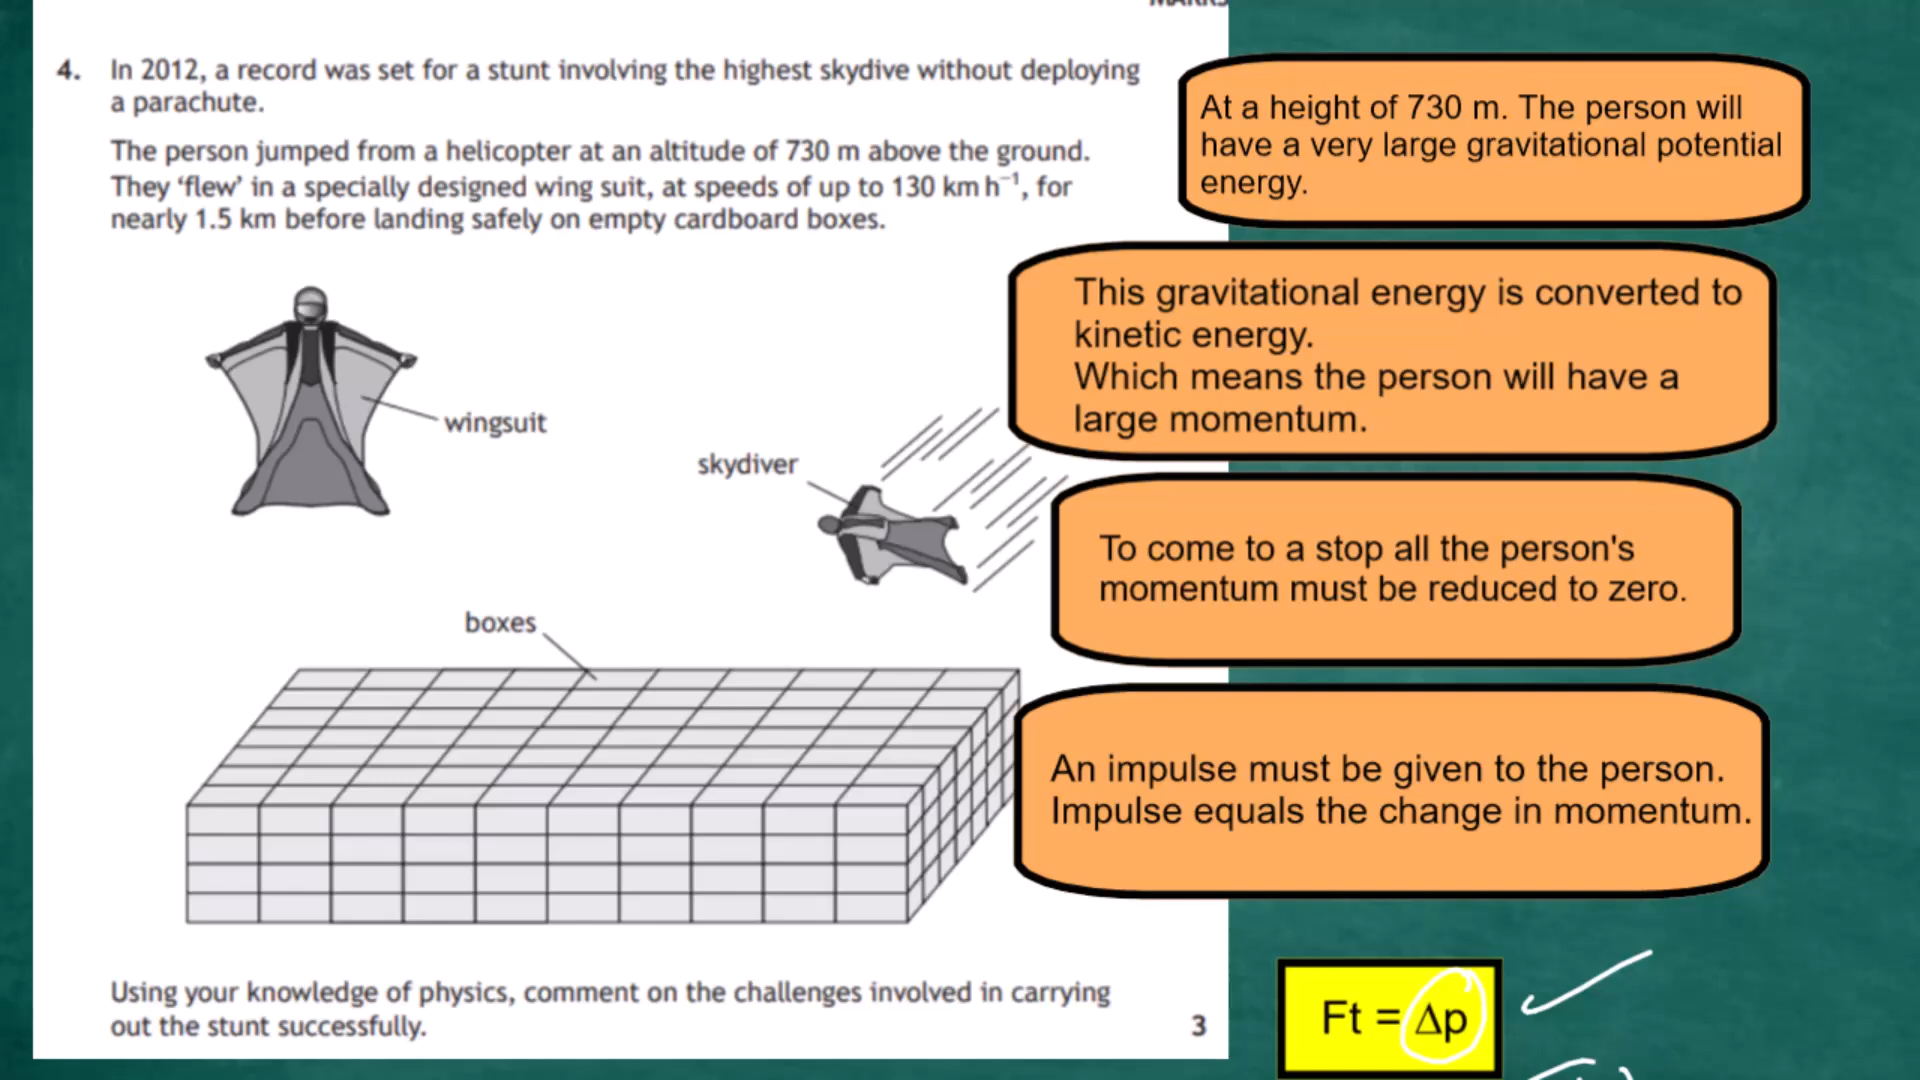 4. In 2012, a record was set for a stunt involving the highest skydive without deploying
a parachute.
The person jumped from a helicopter at an altitude of 730 m above the ground.
They ‘flew’ in a specially designed wing suit, at speeds of up to 130 km h⁻¹, for
nearly 1.5 km before landing safely on empty cardboard boxes.
wingsuit
skydiver
boxes
Using your knowledge of physics, comment on the challenges involved in carrying
out the stunt successfully.
3
At a height of 730 m. The person will
have a very large gravitational potential
energy.
This gravitational energy is converted to
kinetic energy.
Which means the person will have a
large momentum.
To come to a stop all the person's
momentum must be reduced to zero.
An impulse must be given to the person.
Impulse equals the change in momentum.
Ft = Δp